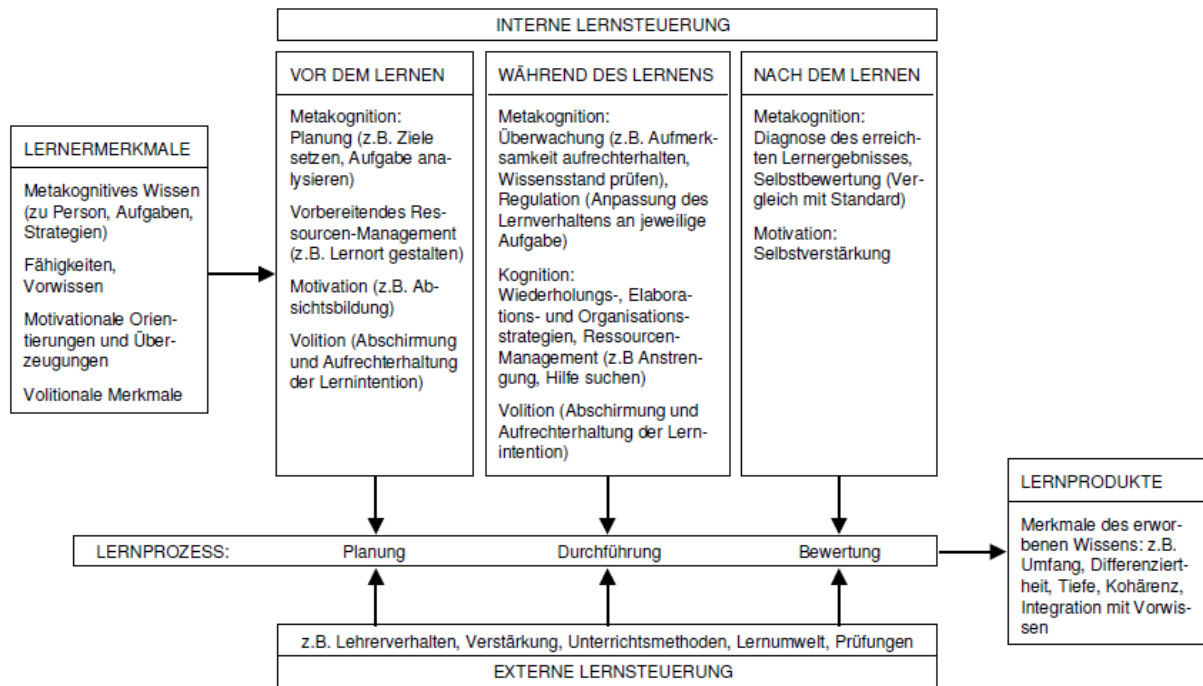 INTERNE LERNSTEUERUNG
LERNERMERKMALE
Metakognitives Wissen
(zu Person, Aufgaben,
Strategien)
Fähigkeiten,
Vorwissen
Motivationale Orien-
tierungen und Über-
zeugungen
Volitionale Merkmale
VOR DEM LERNEN
Metakognition:
Planung (z.B. Ziele
setzen, Aufgabe ana-
lysieren)
Vorbereitendes Res-
sourcen-Management
(z.B. Lernort gestalten)
Motivation (z.B. Ab-
sichtsbildung)
Volition (Abschirmung
und Aufrechterhaltung
der Lernintention)
WÄHREND DES LERNENS
Metakognition:
Überwachung (z.B. Aufmerk-
samkeit aufrechterhalten,
Wissensstand prüfen),
Regulation (Anpassung des
Lernverhaltens an jeweilige
Aufgabe)
Kognition:
Wiederholungs-, Elabora-
tions- und Organisations-
strategien, Ressourcen-
Management (z.B Anstren-
gung, Hilfe suchen)
Volition (Abschirmung und
Aufrechterhaltung der Lern-
intention)
NACH DEM LERNEN
Metakognition:
Diagnose des erreich-
ten Lernergebnisses,
Selbstbewertung (Ver-
gleich mit Standard)
Motivation:
Selbstverstärkung
LERNPROZESS: Planung Durchführung Bewertung
LERNPRODUKTE
Merkmale des erwor-
benen Wissens: z.B.
Umfang, Differenziert-
heit, Tiefe, Kohärenz,
Integration mit Vorwis-
sen
z.B. Lehrerverhalten, Verstärkung, Unterrichtsmethoden, Lernumwelt, Prüfungen
EXTERNE LERNSTEUERUNG